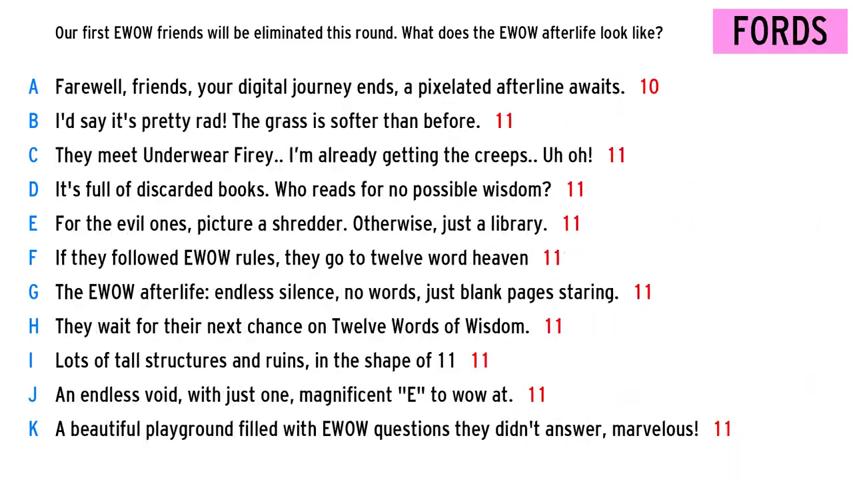 Our first EWOW friends will be eliminated this round. What does the EWOW afterlife look like?
FORDS
A Farewell, friends, your digital journey ends, a pixelated afterline awaits. 10
B I'd say it's pretty rad! The grass is softer than before. 11
C They meet Underwear Firey.. I'm already getting the creeps.. Uh oh! 11
D It's full of discarded books. Who reads for no possible wisdom? 11
E For the evil ones, picture a shredder. Otherwise, just a library. 11
F If they followed EWOW rules, they go to twelve word heaven 11
G The EWOW afterlife: endless silence, no words, just blank pages staring. 11
H They wait for their next chance on Twelve Words of Wisdom. 11
I Lots of tall structures and ruins, in the shape of 11 11
J An endless void, with just one, magnificent "E" to wow at. 11
K A beautiful playground filled with EWOW questions they didn't answer, marvelous! 11